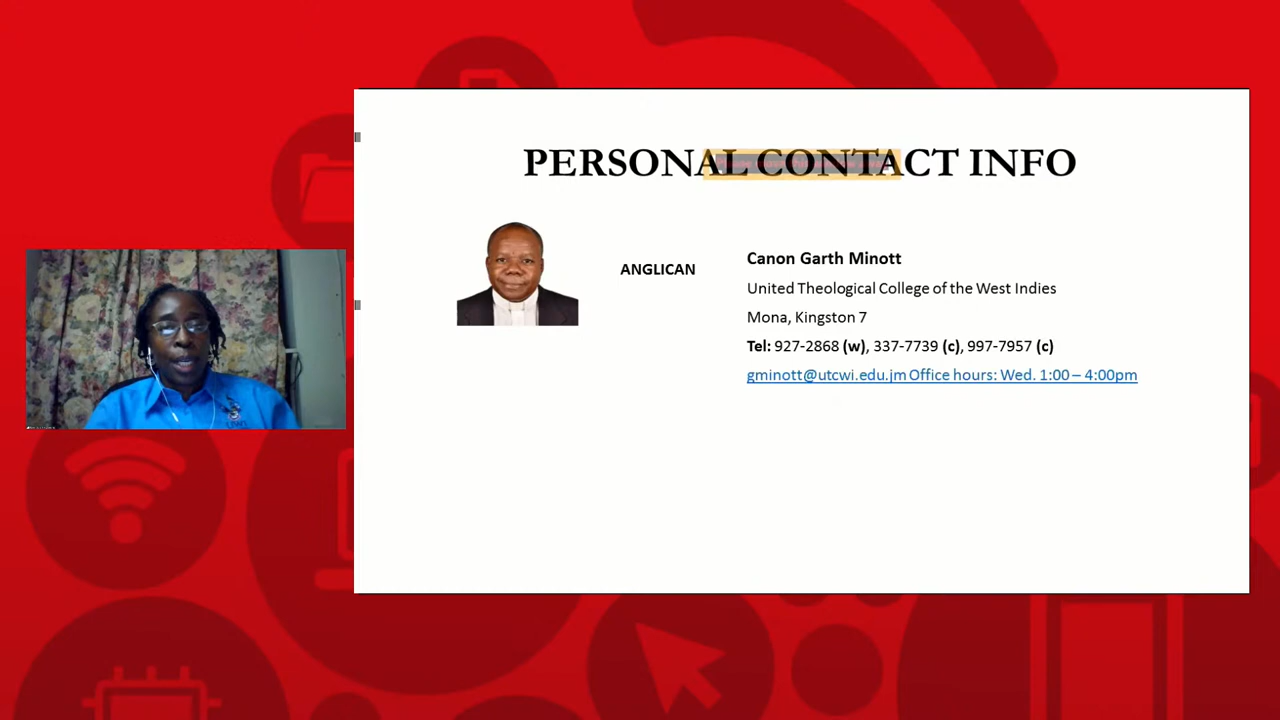 PERSONAL CONTACT INFO
ANGLICAN
Canon Garth Minott
United Theological College of the West Indies
Mona, Kingston 7
Tel: 927-2868 (w), 337-7739 (c), 997-7957 (c)
gminott@utcwi.edu.jm Office hours: Wed. 1:00 – 4:00pm